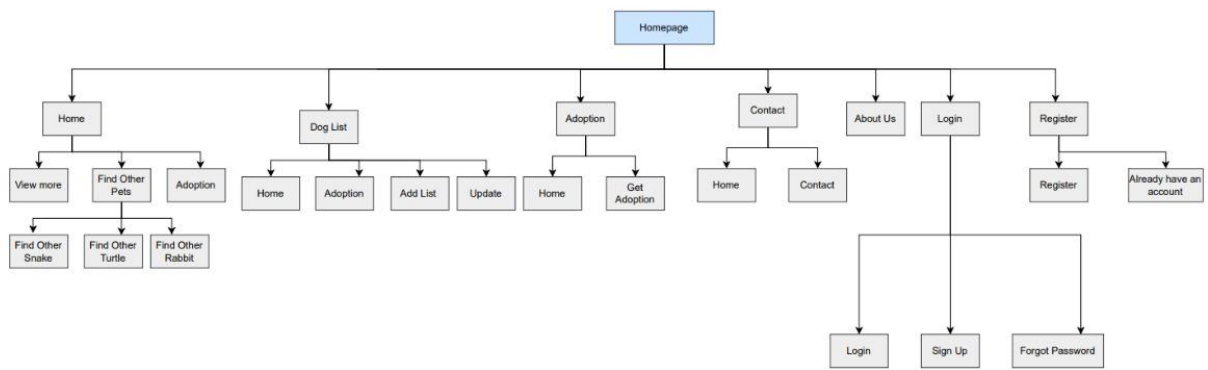 Homepage
Home
Dog List
Adoption
Contact
About Us
Login
Register
View more
Find Other
Pets
Adoption
Home
Adoption
Add List
Update
Home
Get
Adoption
Home
Contact
Register
Already have an
account
Find Other
Snake
Find Other
Turtle
Find Other
Rabbit
Login
Sign Up
Forgot Password